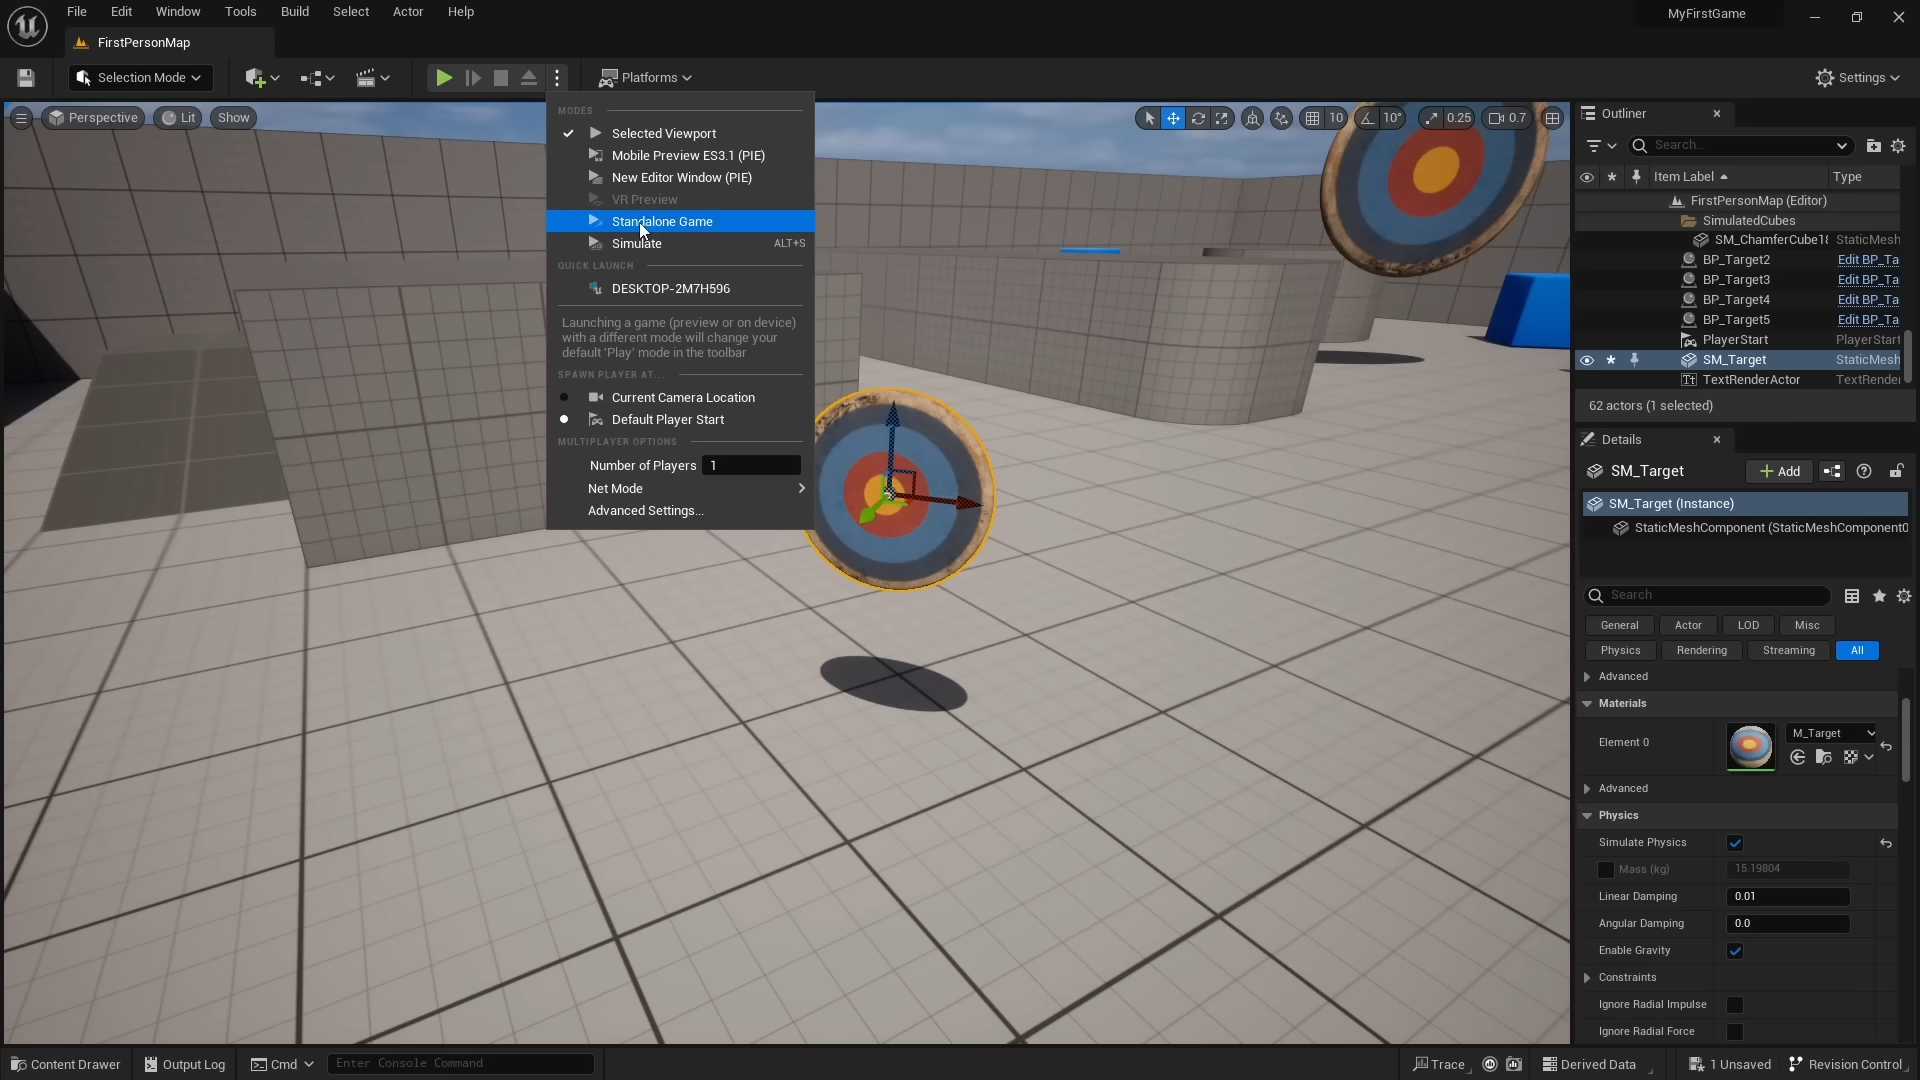 File Edit Window Tools Build Select Actor Help
MyFirstGame
FirstPersonMap
Selection Mode
Platforms
Settings
Perspective
Lit
Show
10
10°
0.25
0.7
MODES
Selected Viewport
Mobile Preview ES3.1 (PIE)
New Editor Window (PIE)
VR Preview
Standalone Game
Simulate ALT+S
QUICK LAUNCH
DESKTOP-2M7H596
Launching a game (preview or on device)
with a different mode will change your
default 'Play' mode in the toolbar
SPAWN PLAYER AT...
Current Camera Location
Default Player Start
MULTIPLAYER OPTIONS
Number of Players 1
Net Mode
Advanced Settings...
Outliner
Search...
Item Label Type
FirstPersonMap (Editor)
SimulatedCubes
SM_ChamferCube18 StaticMesh
BP_Target2 Edit BP_Ta
BP_Target3 Edit BP_Ta
BP_Target4 Edit BP_Ta
BP_Target5 Edit BP_Ta
PlayerStart PlayerStart
SM_Target StaticMesh
TextRenderActor TextRender
62 actors (1 selected)
Details
SM_Target
Add
SM_Target (Instance)
StaticMeshComponent (StaticMeshComponent0
Search
General Actor LOD Misc
Physics Rendering Streaming All
Advanced
Materials
Element 0
M_Target
Advanced
Physics
Simulate Physics
Mass (kg) 15.19804
Linear Damping 0.01
Angular Damping 0.0
Enable Gravity
Constraints
Ignore Radial Impulse
Ignore Radial Force
Content Drawer
Output Log
Cmd
Enter Console Command
Trace
Derived Data
1 Unsaved
Revision Control